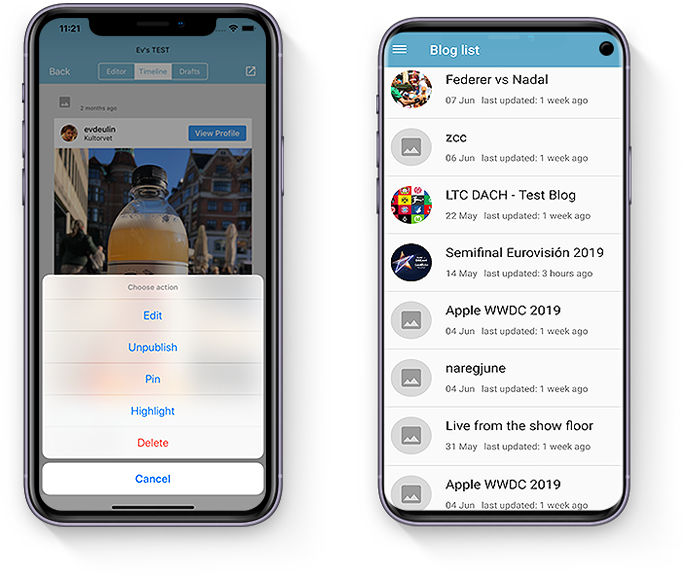 11:21
Ev's TEST
Back
Editor
Timeline
Drafts
2 months ago
evdeulin
Kultorvet
View Profile
Choose action
Edit
Unpublish
Pin
Highlight
Delete
Cancel
Blog list
Federer vs Nadal
07 Jun last updated: 1 week ago
zcc
06 Jun last updated: 1 week ago
LTC DACH - Test Blog
22 May last updated: 1 week ago
Semifinal Eurovisión 2019
14 May last updated: 3 hours ago
Apple WWDC 2019
04 Jun last updated: 1 week ago
naregjune
04 Jun last updated: 1 week ago
Live from the show floor
31 May last updated: 1 week ago
Apple WWDC 2019
04 Jun last updated: 1 week ago